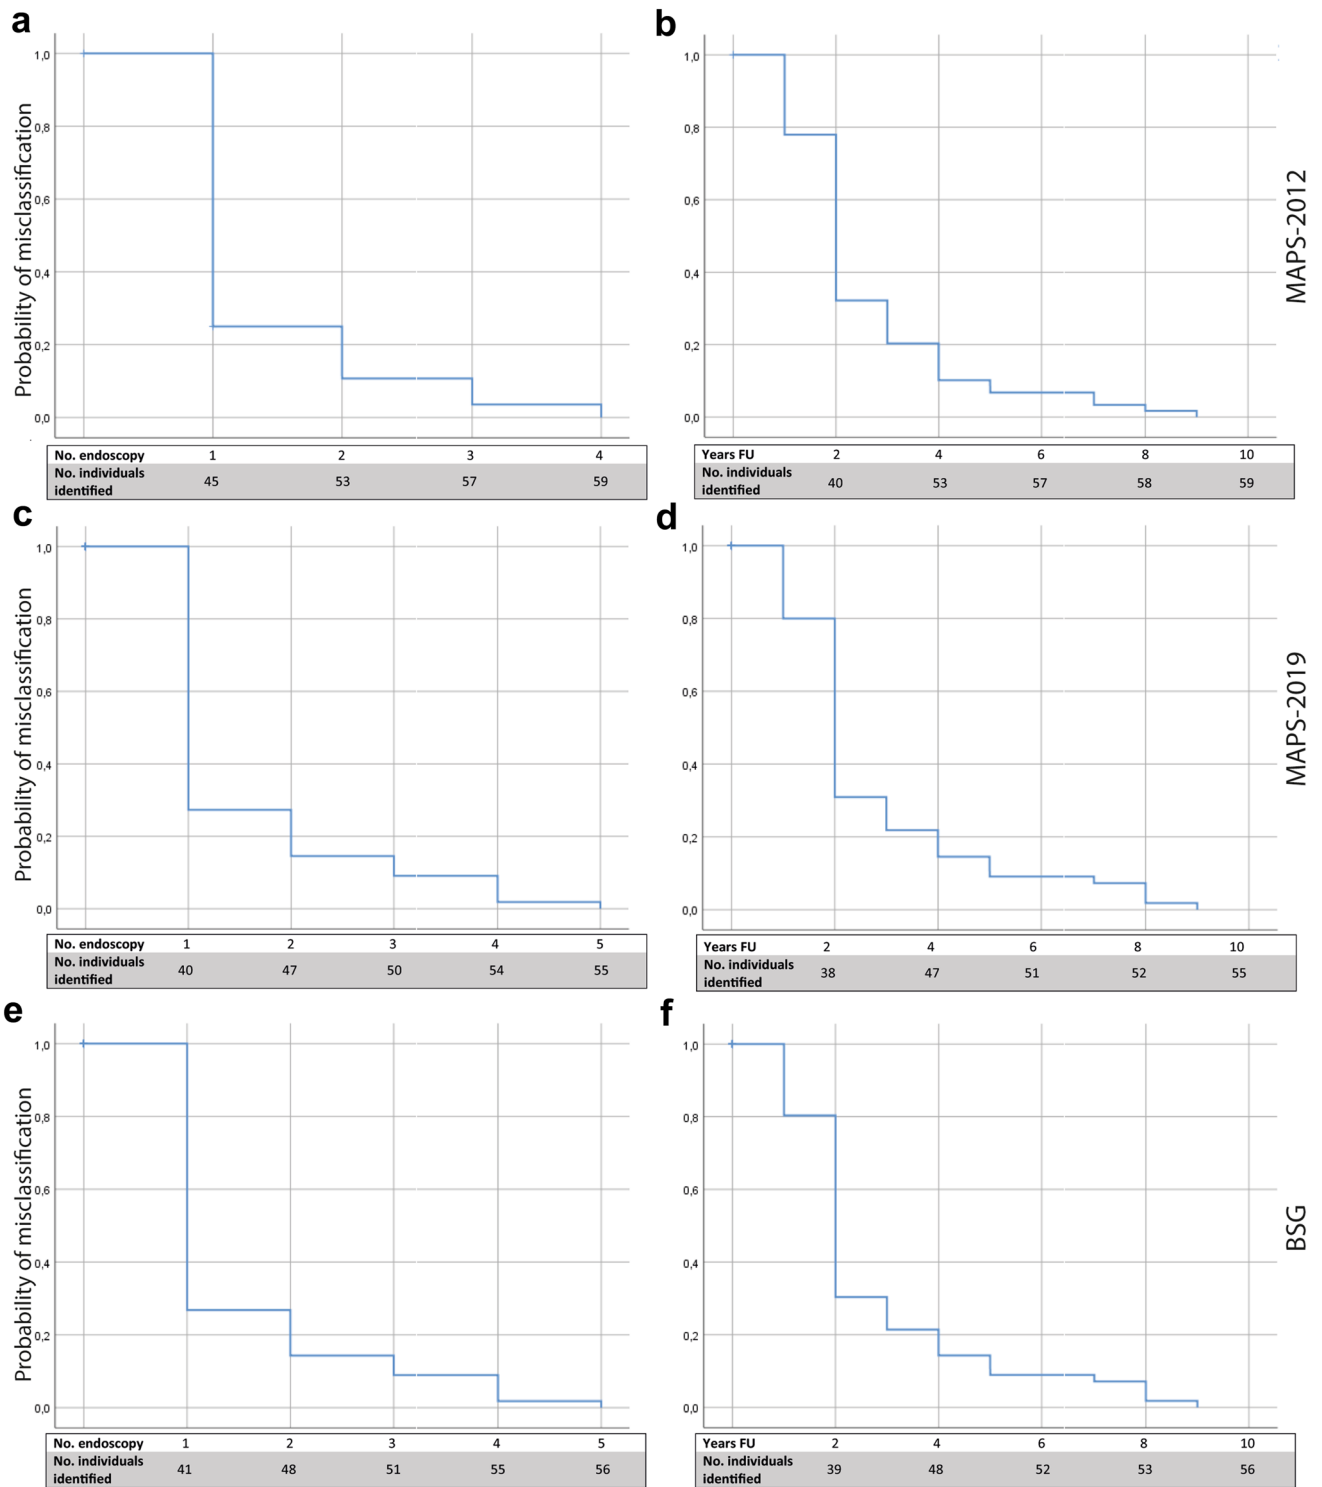 a
1,0
0,8
0,6
0,4
0,2
0,0
Probability of misclassification
No. endoscopy 1 2 3 4
No. individuals
identified 45 53 57 59
b
1,0
0,8
0,6
0,4
0,2
0,0
MAPS-2012
Years FU 2 4 6 8 10
No. individuals
identified 40 53 57 58 59
c
1,0
0,8
0,6
0,4
0,2
0,0
Probability of misclassification
No. endoscopy 1 2 3 4 5
No. individuals
identified 40 47 50 54 55
d
1,0
0,8
0,6
0,4
0,2
0,0
MAPS-2019
Years FU 2 4 6 8 10
No. individuals
identified 38 47 51 52 55
e
1,0
0,8
0,6
0,4
0,2
0,0
Probability of misclassification
No. endoscopy 1 2 3 4 5
No. individuals
identified 41 48 51 55 56
f
1,0
0,8
0,6
0,4
0,2
0,0
BSG
Years FU 2 4 6 8 10
No. individuals
identified 39 48 52 53 56